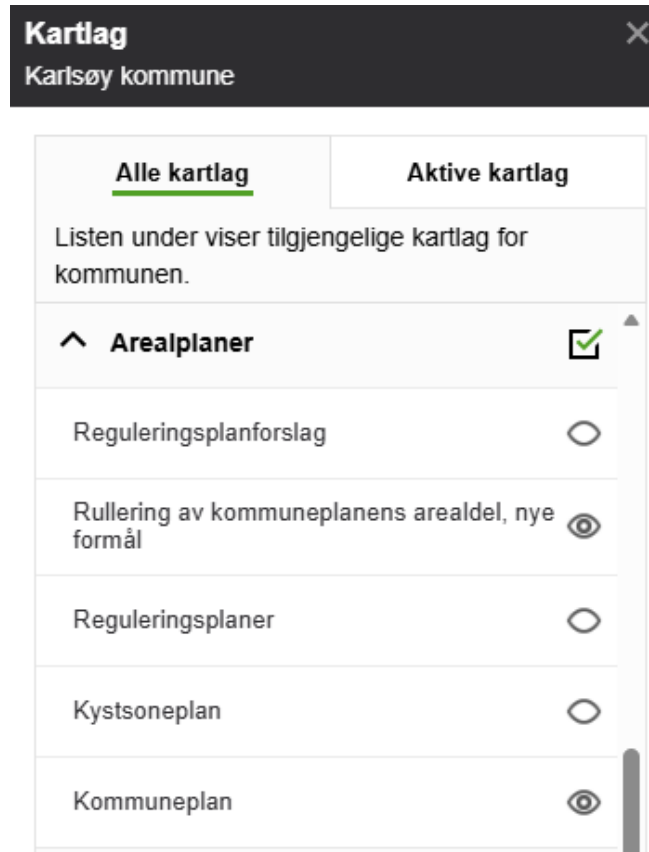 Kartlag
Karlsøy kommune
Alle kartlag
Aktive kartlag
Listen under viser tilgjengelige kartlag for
kommunen.
Arealplaner
Reguleringsplanforslag
Rullering av kommuneplanens arealdel, nye
formål
Reguleringsplaner
Kystsoneplan
Kommuneplan